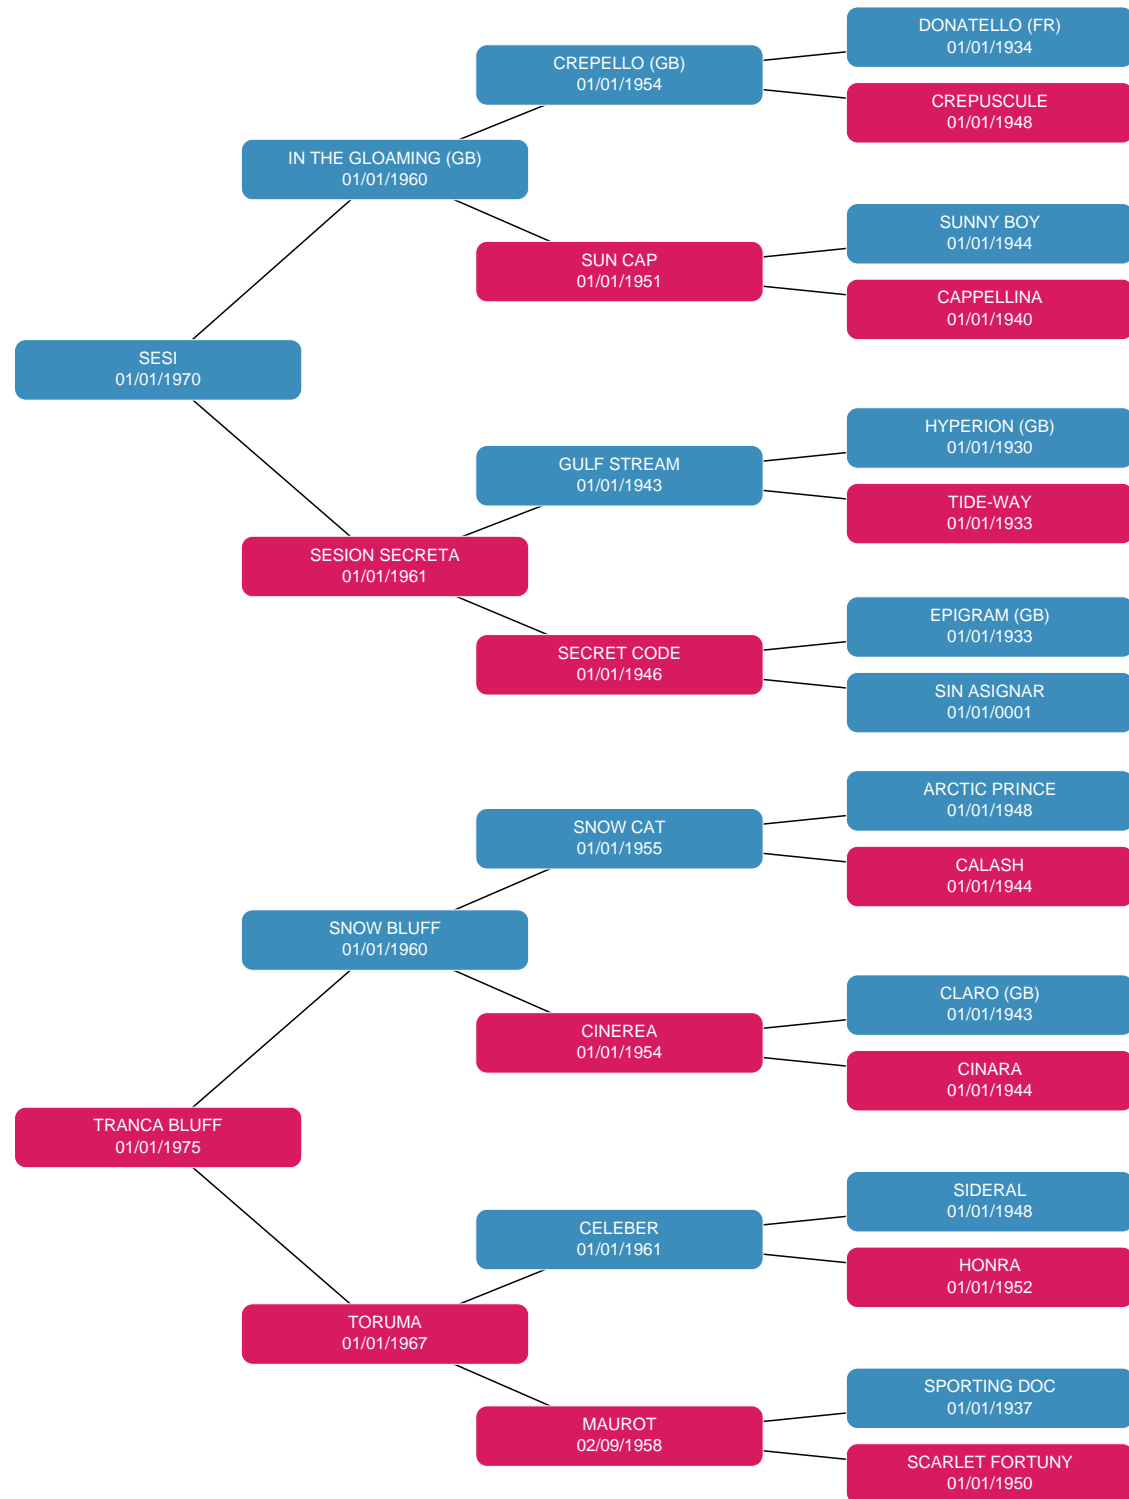 DONATELLO (FR)
01/01/1934
CREPELLO (GB)
01/01/1954
CREPUSCULE
01/01/1948
IN THE GLOAMING (GB)
01/01/1960
SUNNY BOY
01/01/1944
SUN CAP
01/01/1951
CAPPELLINA
01/01/1940
SESI
01/01/1970
HYPERION (GB)
01/01/1930
GULF STREAM
01/01/1943
TIDE-WAY
01/01/1933
SESION SECRETA
01/01/1961
EPIGRAM (GB)
01/01/1933
SECRET CODE
01/01/1946
SIN ASIGNAR
01/01/0001
ARCTIC PRINCE
01/01/1948
SNOW CAT
01/01/1955
CALASH
01/01/1944
SNOW BLUFF
01/01/1960
CLARO (GB)
01/01/1943
CINEREA
01/01/1954
CINARA
01/01/1944
TRANCA BLUFF
01/01/1975
SIDERAL
01/01/1948
CELEBER
01/01/1961
HONRA
01/01/1952
TORUMA
01/01/1967
SPORTING DOC
01/01/1937
MAUROT
02/09/1958
SCARLET FORTUNY
01/01/1950